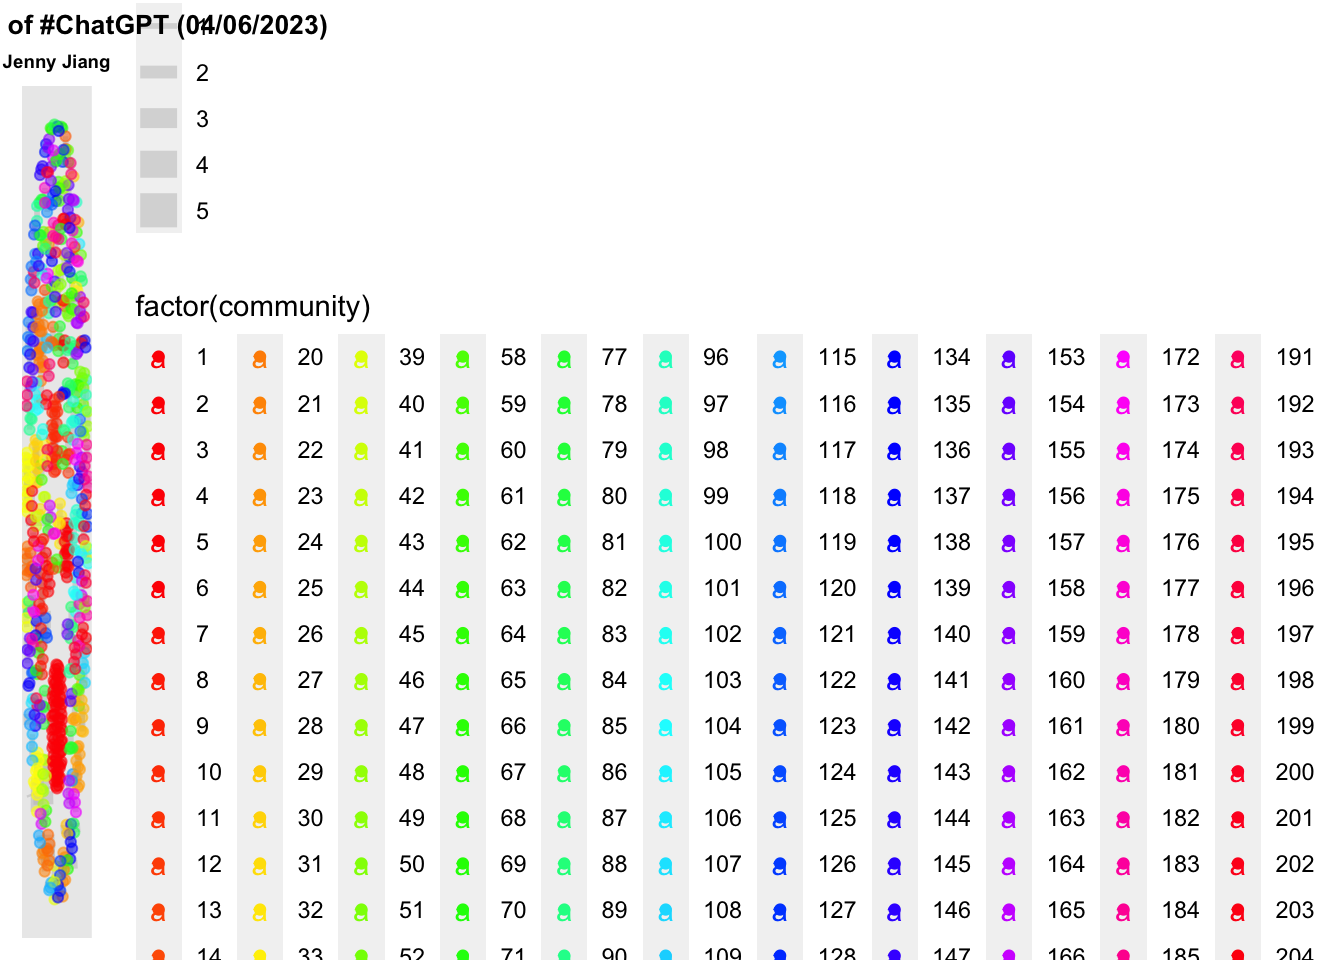 of #ChatGPT (04/06/2023)
Jenny Jiang
2
3
4
5
factor(community)
1 20 39 58 77 96 115 134 153 172 191
2 21 40 59 78 97 116 135 154 173 192
3 22 41 60 79 98 117 136 155 174 193
4 23 42 61 80 99 118 137 156 175 194
5 24 43 62 81 100 119 138 157 176 195
6 25 44 63 82 101 120 139 158 177 196
7 26 45 64 83 102 121 140 159 178 197
8 27 46 65 84 103 122 141 160 179 198
9 28 47 66 85 104 123 142 161 180 199
10 29 48 67 86 105 124 143 162 181 200
11 30 49 68 87 106 125 144 163 182 201
12 31 50 69 88 107 126 145 164 183 202
13 32 51 70 89 108 127 146 165 184 203
14 33 52 71 90 109 128 147 166 185 204